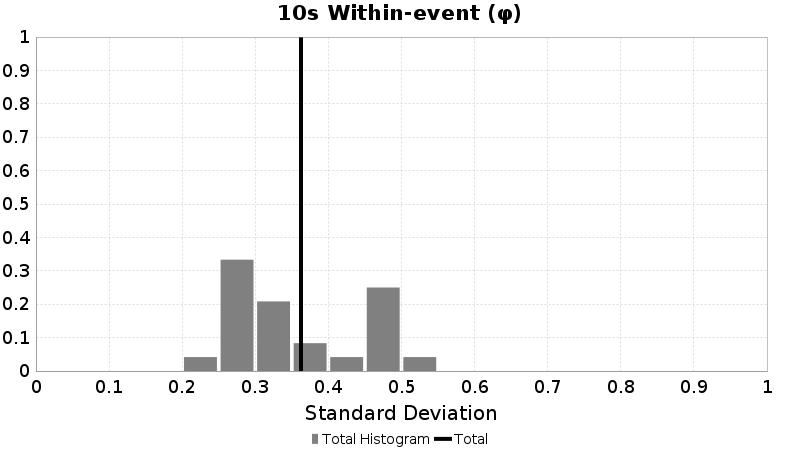 10s Within-event (φ)
1
0.9
0.8
0.7
0.6
0.5
0.4
0.3
0.2
0.1
0
0 0.1 0.2 0.3 0.4 0.5 0.6 0.7 0.8 0.9 1
Standard Deviation
Total Histogram Total